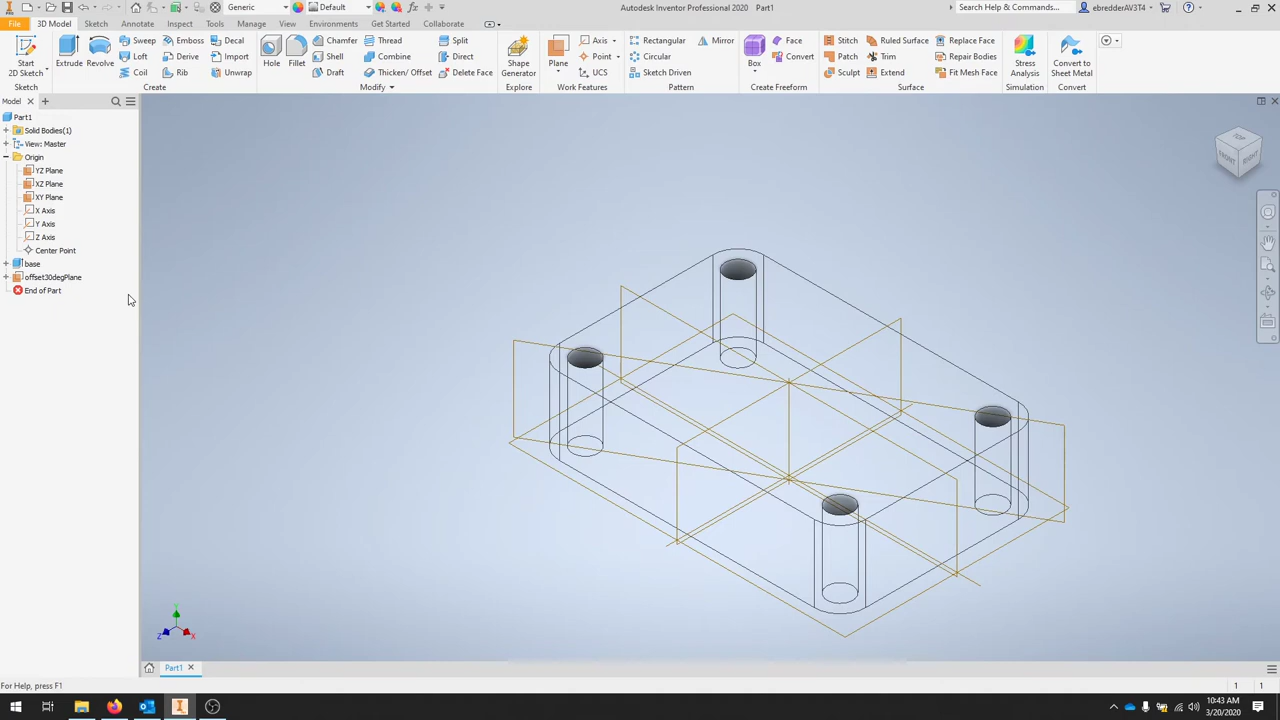 Generic
Default
Autodesk Inventor Professional 2020 Part1
Search Help & Commands...
ebredderAV3T4
File
3D Model
Sketch
Annotate
Inspect
Tools
Manage
View
Environments
Get Started
Collaborate
Start
2D Sketch
Extrude
Revolve
Sweep
Emboss
Decal
Loft
Derive
Import
Coil
Rib
Unwrap
Hole
Fillet
Chamfer
Thread
Split
Shell
Combine
Direct
Draft
Thicken/ Offset
Delete Face
Shape
Generator
Plane
Axis
Point
UCS
Rectangular
Mirror
Circular
Sketch Driven
Box
Face
Convert
Stitch
Ruled Surface
Replace Face
Patch
Trim
Repair Bodies
Sculpt
Extend
Fit Mesh Face
Stress
Analysis
Convert to
Sheet Metal
Sketch
Create
Modify
Explore
Work Features
Pattern
Create Freeform
Surface
Simulation
Convert
Model
Part1
Solid Bodies(1)
View: Master
Origin
YZ Plane
XZ Plane
XY Plane
X Axis
Y Axis
Z Axis
Center Point
base
offset30degPlane
End of Part
TOP
FRONT
RIGHT
Y
Z
X
Part1
For Help, press F1
1
1
10:43 AM
3/20/2020